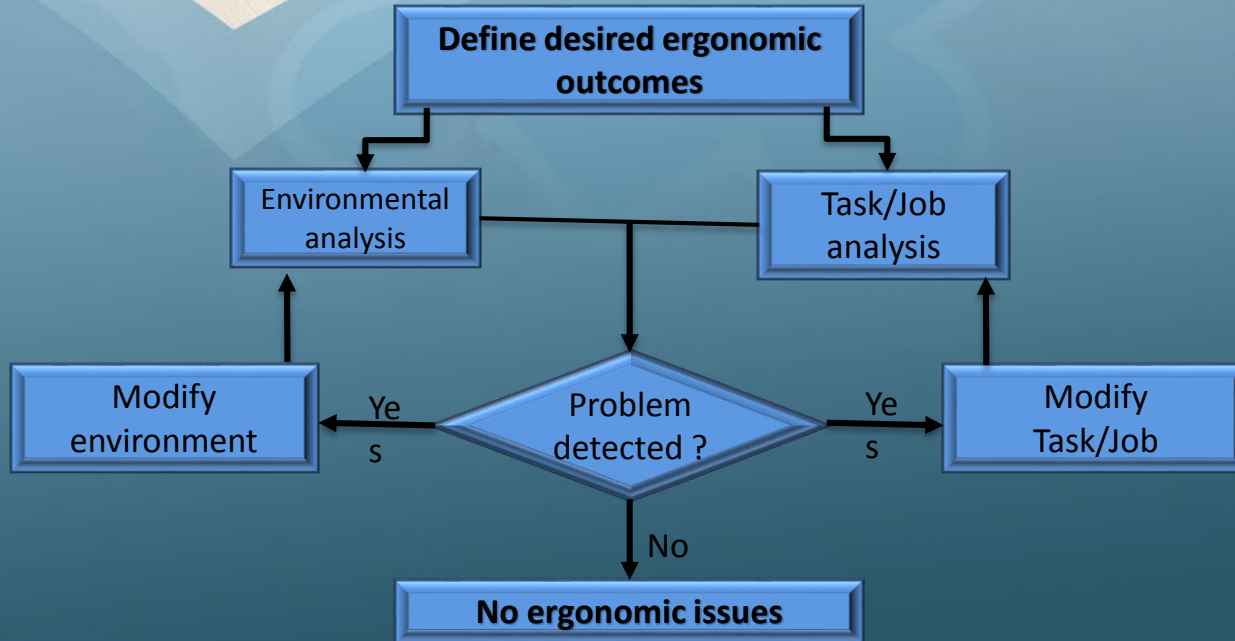 Define desired ergonomic
outcomes
Environmental
analysis
Task/Job
analysis
Modify
environment
Ye
s
Problem
detected ?
Ye
s
Modify
Task/Job
No
No ergonomic issues